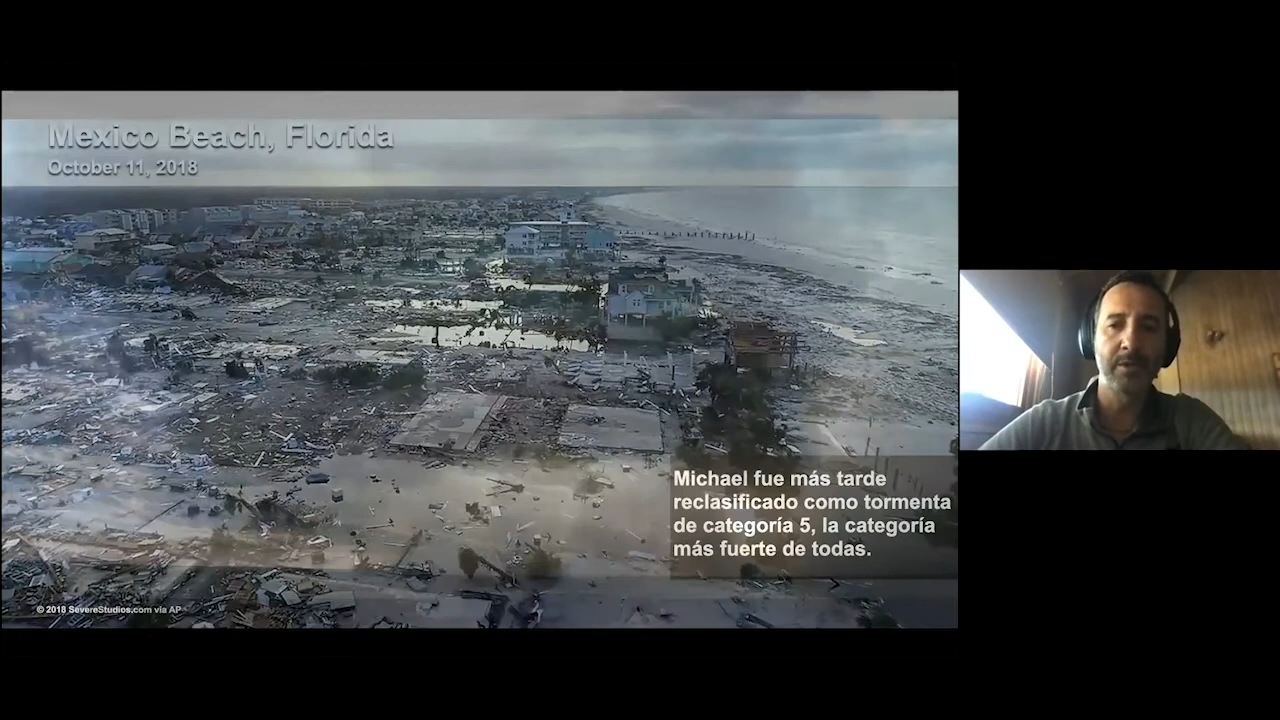 Mexico Beach, Florida
October 11, 2018
Michael fue más tarde
reclasificado como tormenta
de categoría 5, la categoría
más fuerte de todas.
© 2018 SevereStudios.com via AP